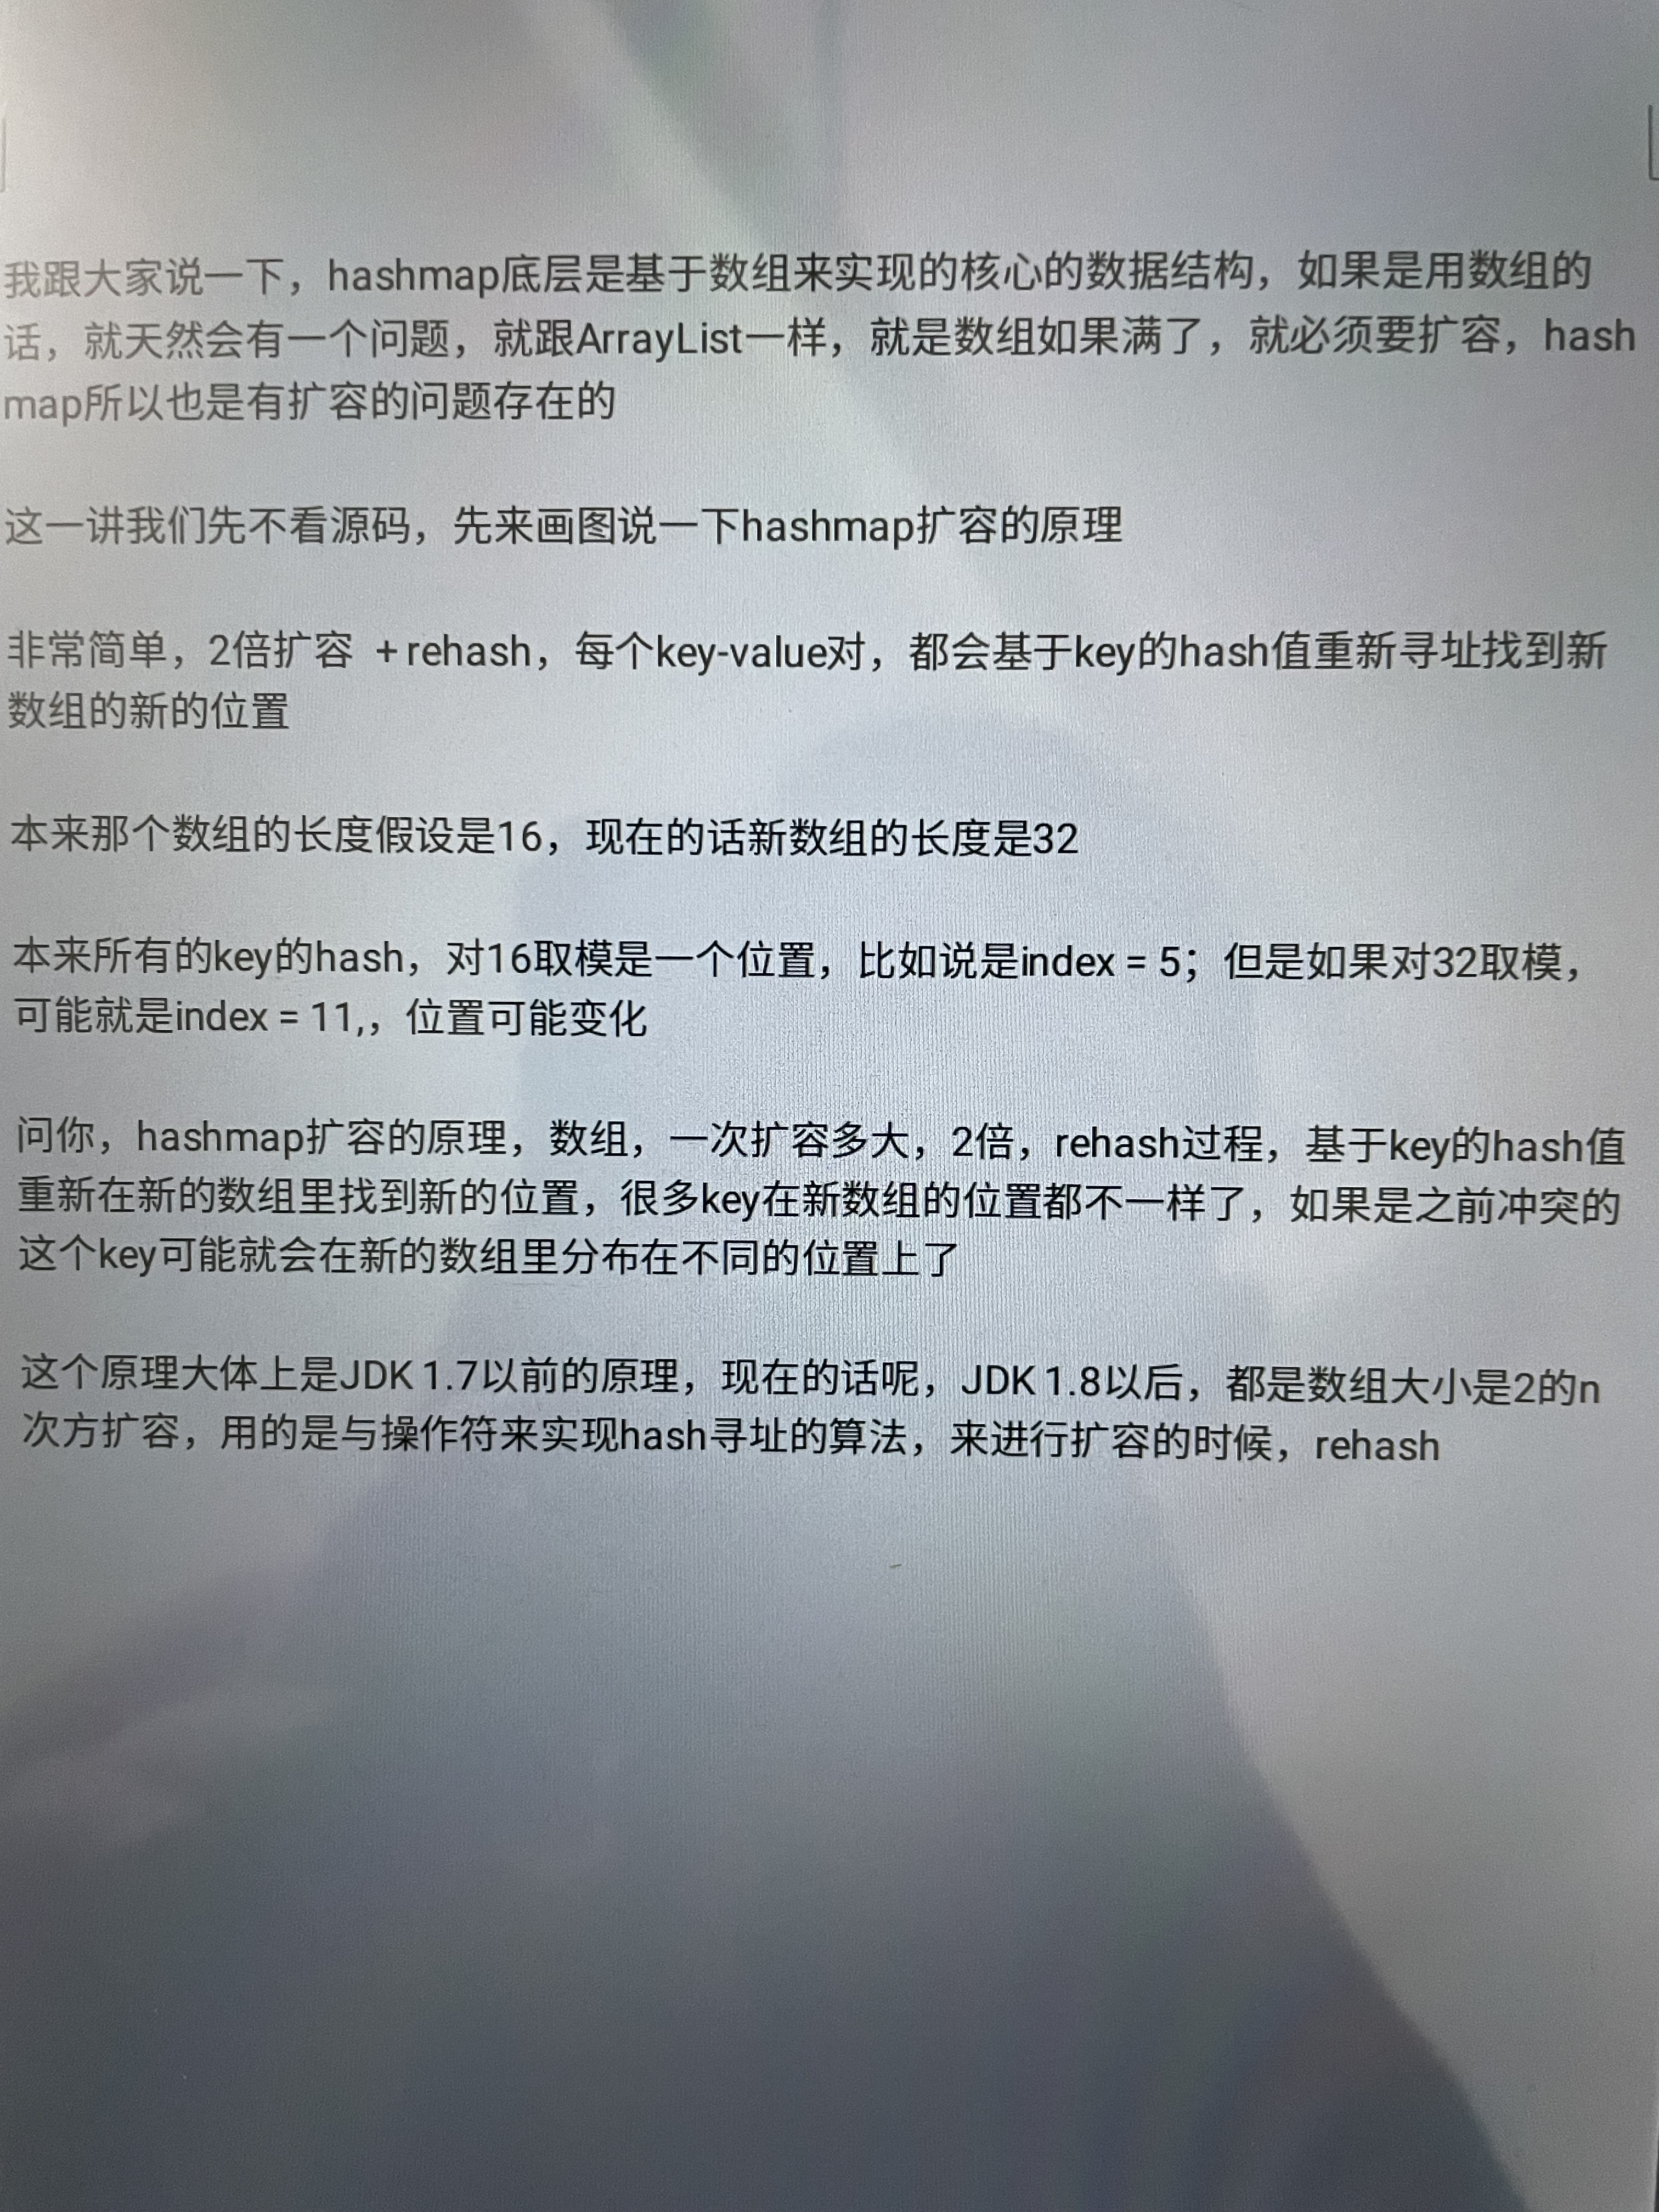 我跟大家说一下，hashmap底层是基于数组来实现的核心的数据结构，如果是用数组的
话，就天然会有一个问题，就跟ArrayList一样，就是数组如果满了，就必须要扩容，hash
map所以也是有扩容的问题存在的
这一讲我们先不看源码，先来画图说一下hashmap扩容的原理
非常简单，2倍扩容 + rehash，每个key-value对，都会基于key的hash值重新寻址找到新
数组的新的位置
本来那个数组的长度假设是16，现在的话新数组的长度是32
本来所有的key的hash，对16取模是一个位置，比如说是index = 5；但是如果对32取模，
可能就是index = 11,，位置可能变化
问你，hashmap扩容的原理，数组，一次扩容多大，2倍，rehash过程，基于key的hash值
重新在新的数组里找到新的位置，很多key在新数组的位置都不一样了，如果是之前冲突的
这个key可能就会在新的数组里分布在不同的位置上了
这个原理大体上是JDK 1.7以前的原理，现在的话呢，JDK 1.8以后，都是数组大小是2的n
次方扩容，用的是与操作符来实现hash寻址的算法，来进行扩容的时候，rehash